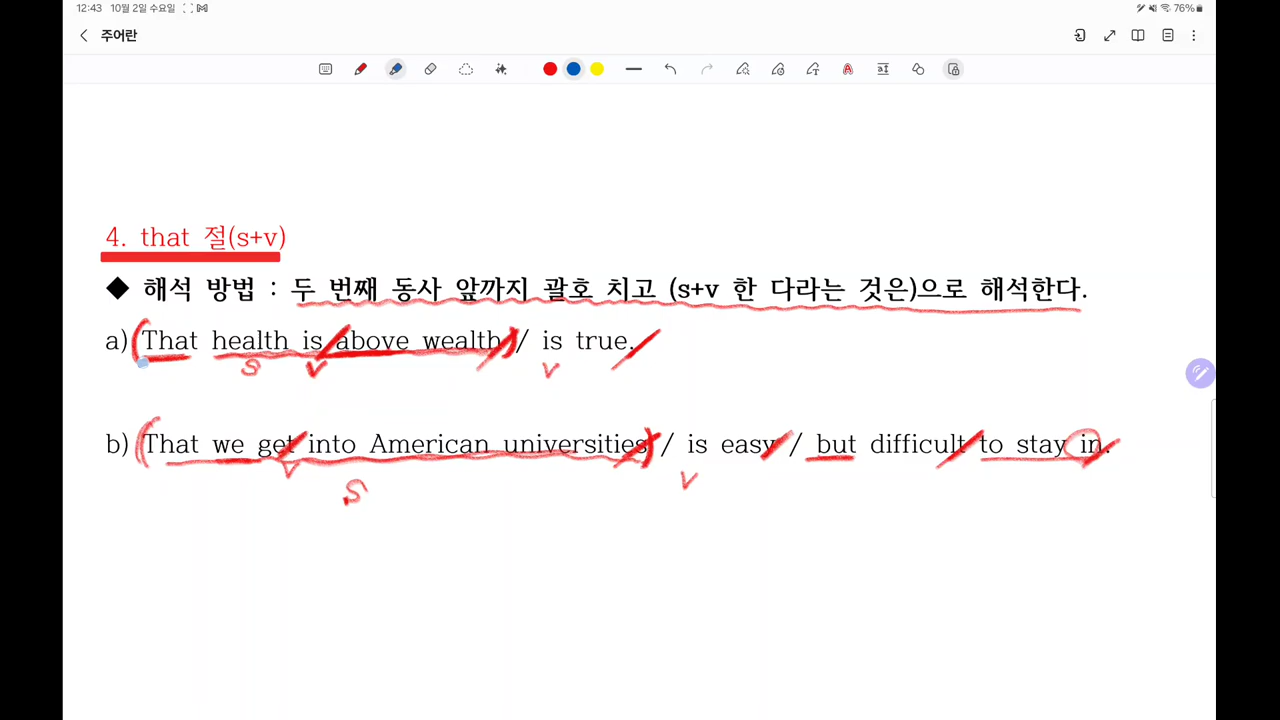 12:43 10월 2일 수요일 76%
주어란
4. that 절(s+v)
◆ 해석 방법 : 두 번째 동사 앞까지 괄호 치고 (s+v 한 다라는 것은)으로 해석한다.
a) (That health is / above wealth) / is true.
S V V
b) (That we get / into American universities) / is easy / but difficult / to stay in.
V S V